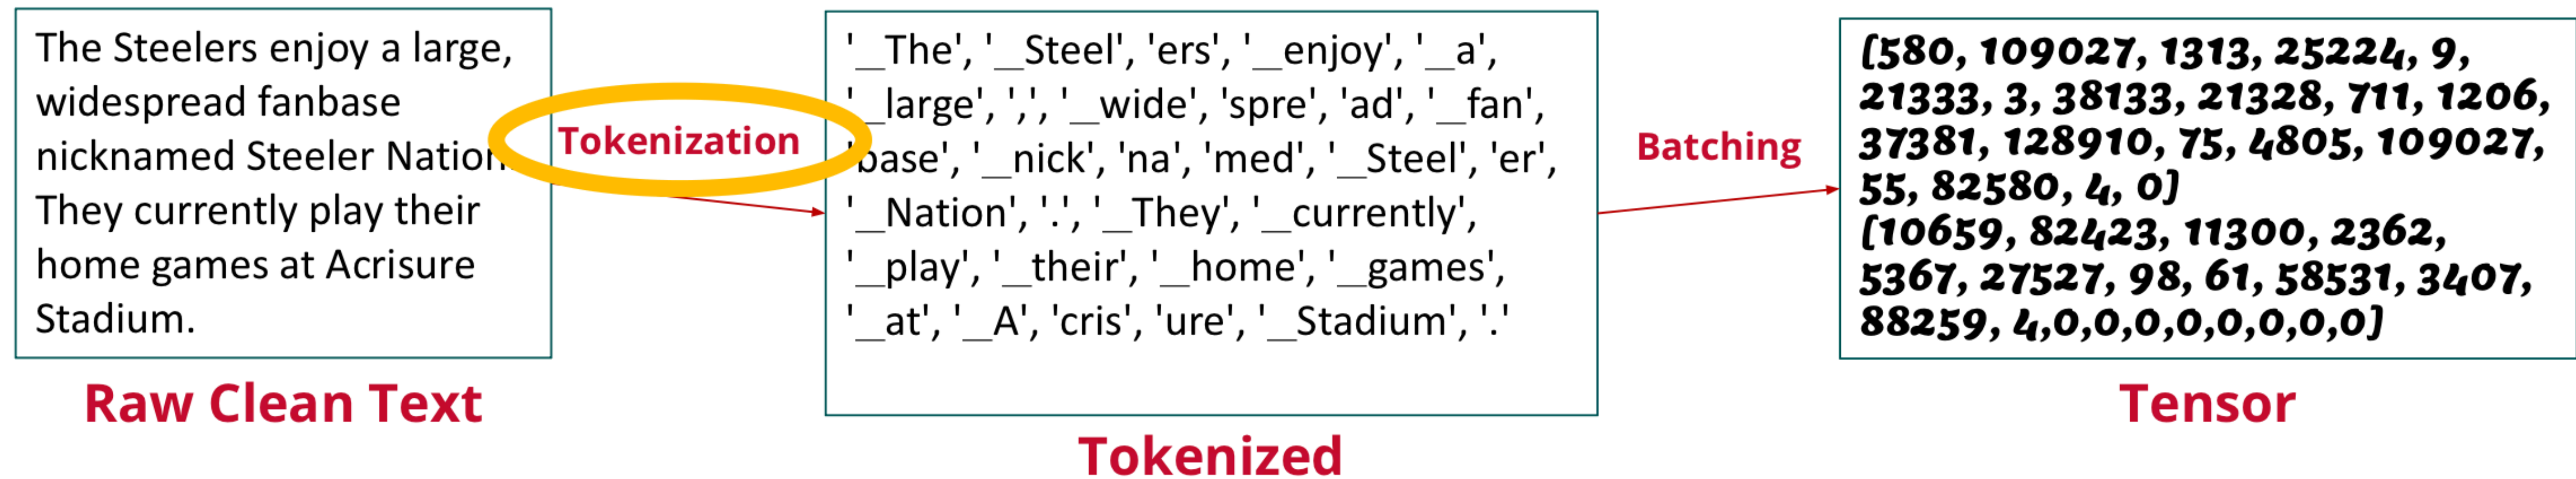 The Steelers enjoy a large,
widespread fanbase
nicknamed Steeler Nation.
They currently play their
home games at Acrisure
Stadium.
Raw Clean Text
Tokenization
'_The', '_Steel', 'ers', '_enjoy', '_a',
'_large', ',', '_wide', 'spre', 'ad', '_fan',
'base', '_nick', 'na', 'med', '_Steel', 'er',
'_Nation', '.', '_They', '_currently',
'_play', '_their', '_home', '_games',
'_at', '_A', 'cris', 'ure', '_Stadium', '.'
Tokenized
Batching
[580, 109027, 1313, 25224, 9,
21333, 3, 38133, 21328, 711, 1206,
37381, 128910, 75, 4805, 109027,
55, 82580, 4, 0]
[10659, 82423, 11300, 2362,
5367, 27527, 98, 61, 58531, 3407,
88259, 4,0,0,0,0,0,0,0,0]
Tensor